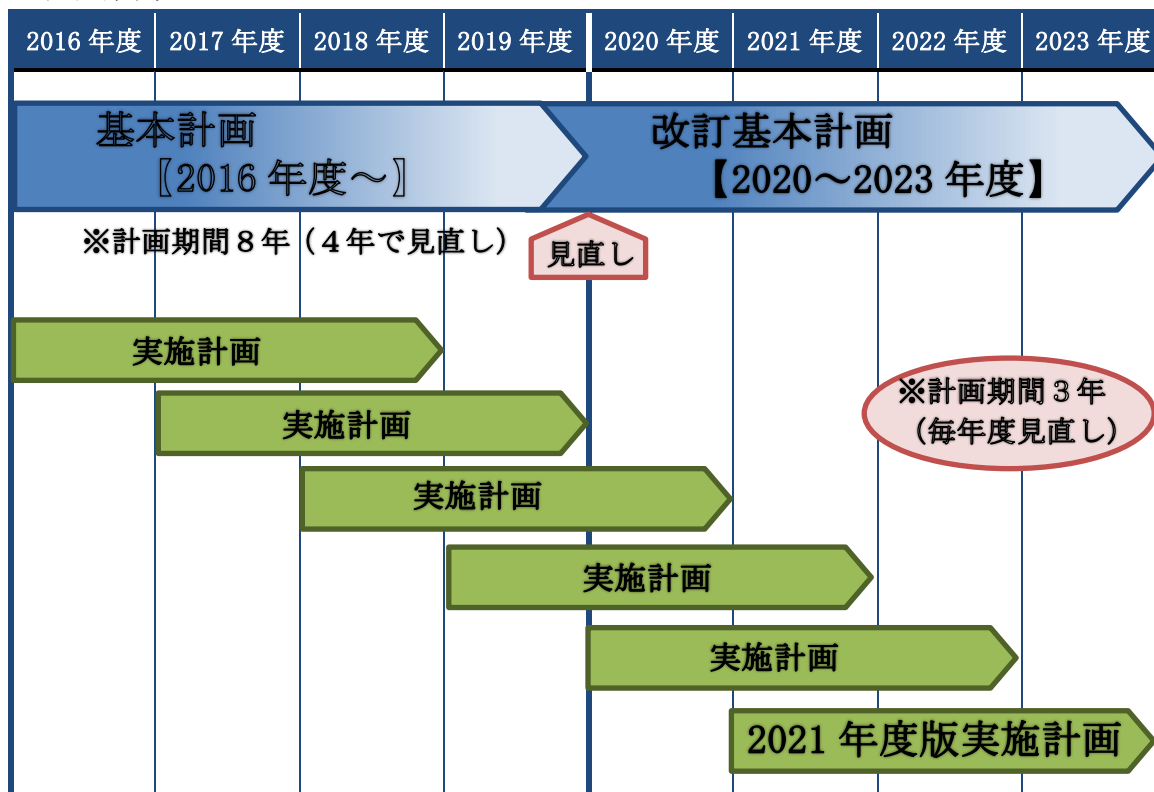 2016 年度
2017 年度
2018 年度
2019 年度
2020 年度
2021 年度
2022 年度
2023 年度
基本計画
〖2016 年度～〗
改訂基本計画
【2020～2023 年度】
※計画期間８年（４年で見直し）
見直し
実施計画
実施計画
※計画期間３年
（毎年度見直し）
実施計画
実施計画
実施計画
2021 年度版実施計画